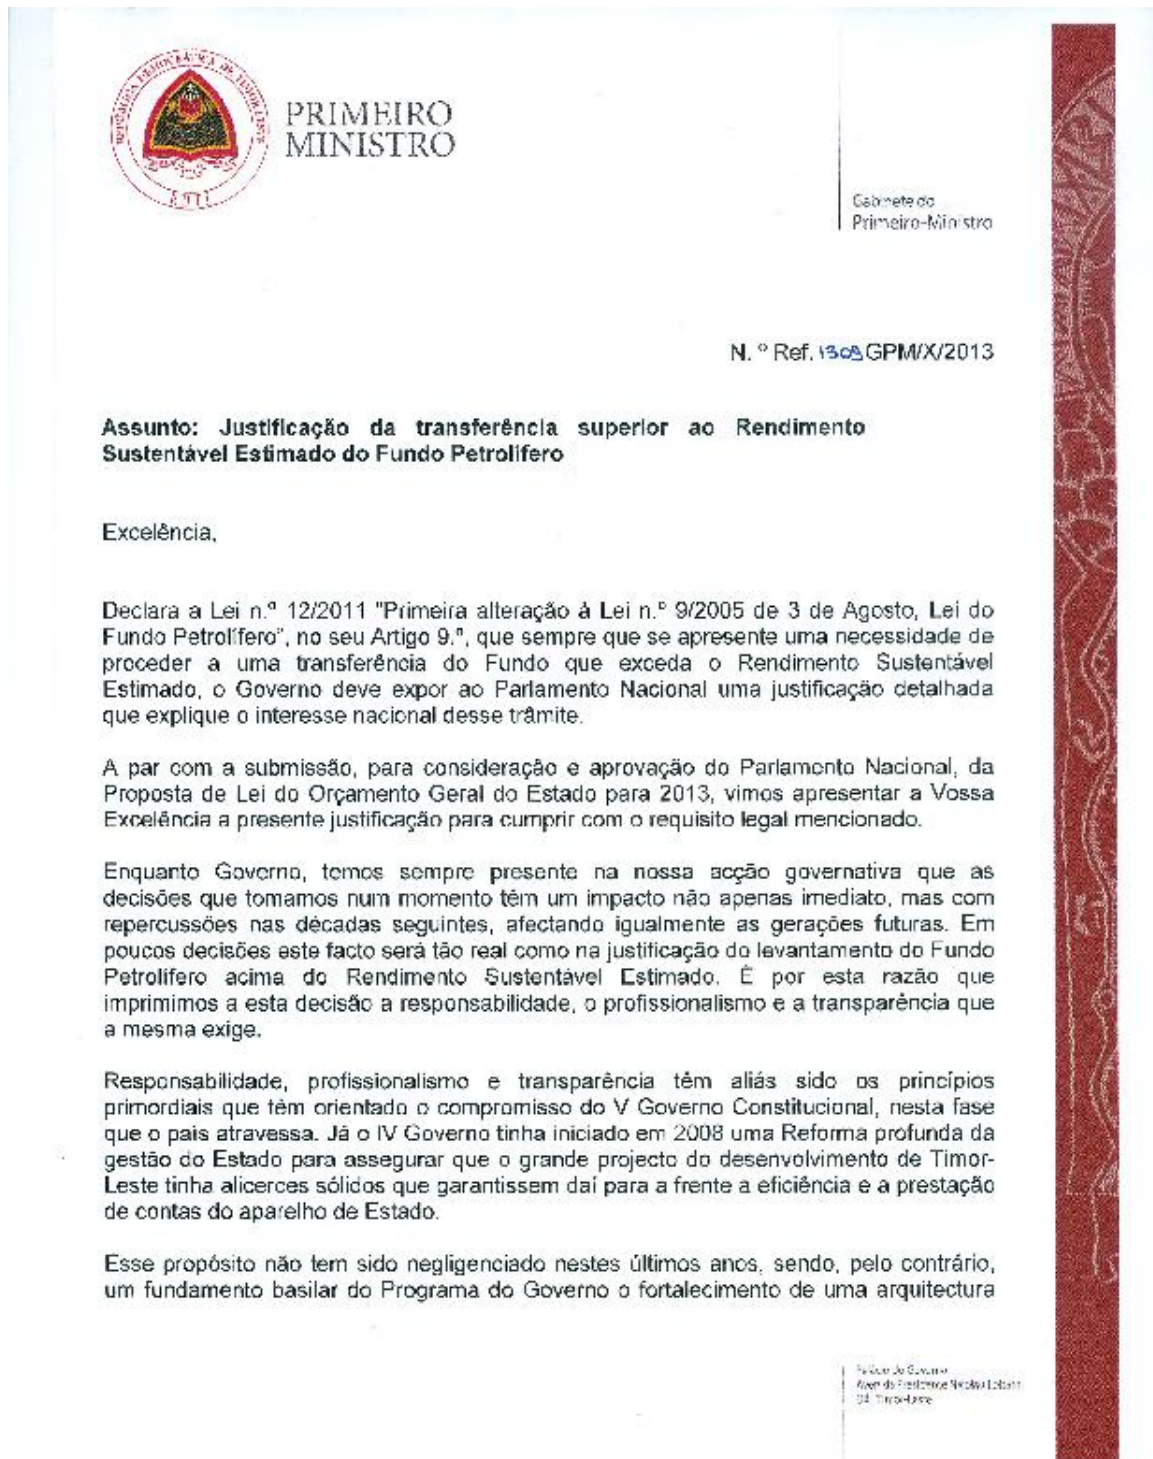 REPÚBLICA DEMOCRÁTICA DE TIMOR-LESTE
RDTL
PRIMEIRO
MINISTRO
Gabinete do
Primeiro-Ministro
N. º Ref. 1309 GPM/X/2013
Assunto: Justificação da transferência superior ao Rendimento
Sustentável Estimado do Fundo Petrolífero
Excelência,
Declara a Lei n.º 12/2011 "Primeira alteração à Lei n.º 9/2005 de 3 de Agosto, Lei do
Fundo Petrolífero", no seu Artigo 9.º, que sempre que se apresente uma necessidade de
proceder a uma transferência do Fundo que exceda o Rendimento Sustentável
Estimado, o Governo deve expor ao Parlamento Nacional uma justificação detalhada
que explique o interesse nacional desse trâmite.
A par com a submissão, para consideração e aprovação do Parlamento Nacional, da
Proposta de Lei do Orçamento Geral do Estado para 2013, vimos apresentar a Vossa
Excelência a presente justificação para cumprir com o requisito legal mencionado.
Enquanto Governo, temos sempre presente na nossa acção governativa que as
decisões que tomamos num momento têm um impacto não apenas imediato, mas com
repercussões nas décadas seguintes, afectando igualmente as gerações futuras. Em
poucos decisões este facto será tão real como na justificação do levantamento do Fundo
Petrolífero acima do Rendimento Sustentável Estimado. É por esta razão que
imprimimos a esta decisão a responsabilidade, o profissionalismo e a transparência que
a mesma exige.
Responsabilidade, profissionalismo e transparência têm aliás sido os princípios
primordiais que têm orientado o compromisso do V Governo Constitucional, nesta fase
que o país atravessa. Já o IV Governo tinha iniciado em 2008 uma Reforma profunda da
gestão do Estado para assegurar que o grande projecto do desenvolvimento de Timor-
Leste tinha alicerces sólidos que garantissem daí para a frente a eficiência e a prestação
de contas do aparelho de Estado.
Esse propósito não tem sido negligenciado nestes últimos anos, sendo, pelo contrário,
um fundamento basilar do Programa do Governo o fortalecimento de uma arquitectura
Palácio do Governo
Avenida Presidente Nicolau Lobato
Timor-Leste